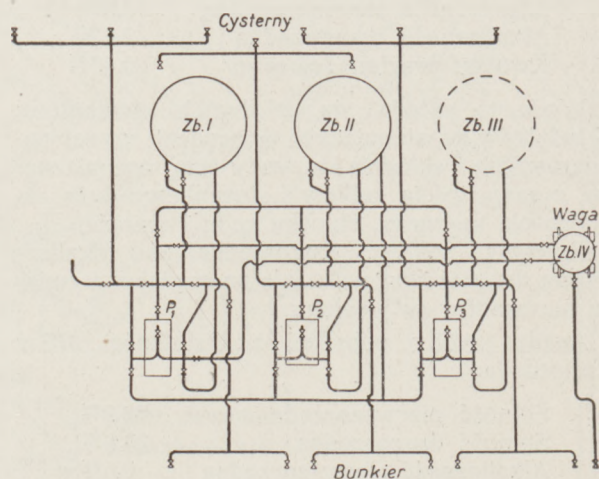 Cysterny
Zb. I
Zb. II
Zb. III
Waga
Zb. IV
P1
P2
P3
Bunkier